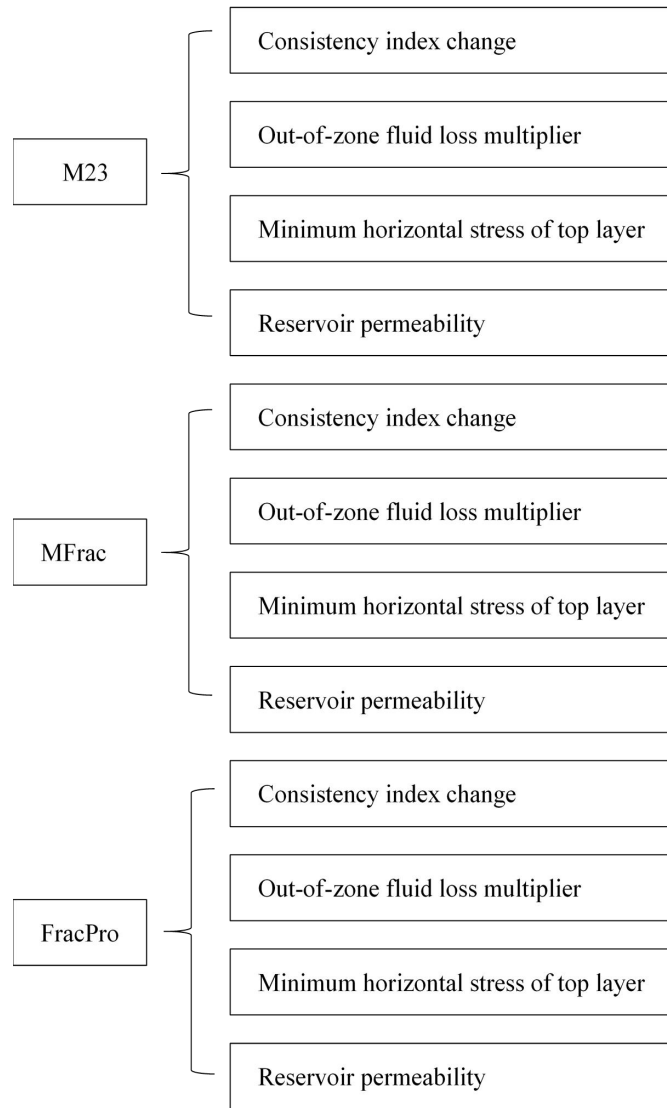 M23
Consistency index change
Out-of-zone fluid loss multiplier
Minimum horizontal stress of top layer
Reservoir permeability
MFrac
Consistency index change
Out-of-zone fluid loss multiplier
Minimum horizontal stress of top layer
Reservoir permeability
FracPro
Consistency index change
Out-of-zone fluid loss multiplier
Minimum horizontal stress of top layer
Reservoir permeability